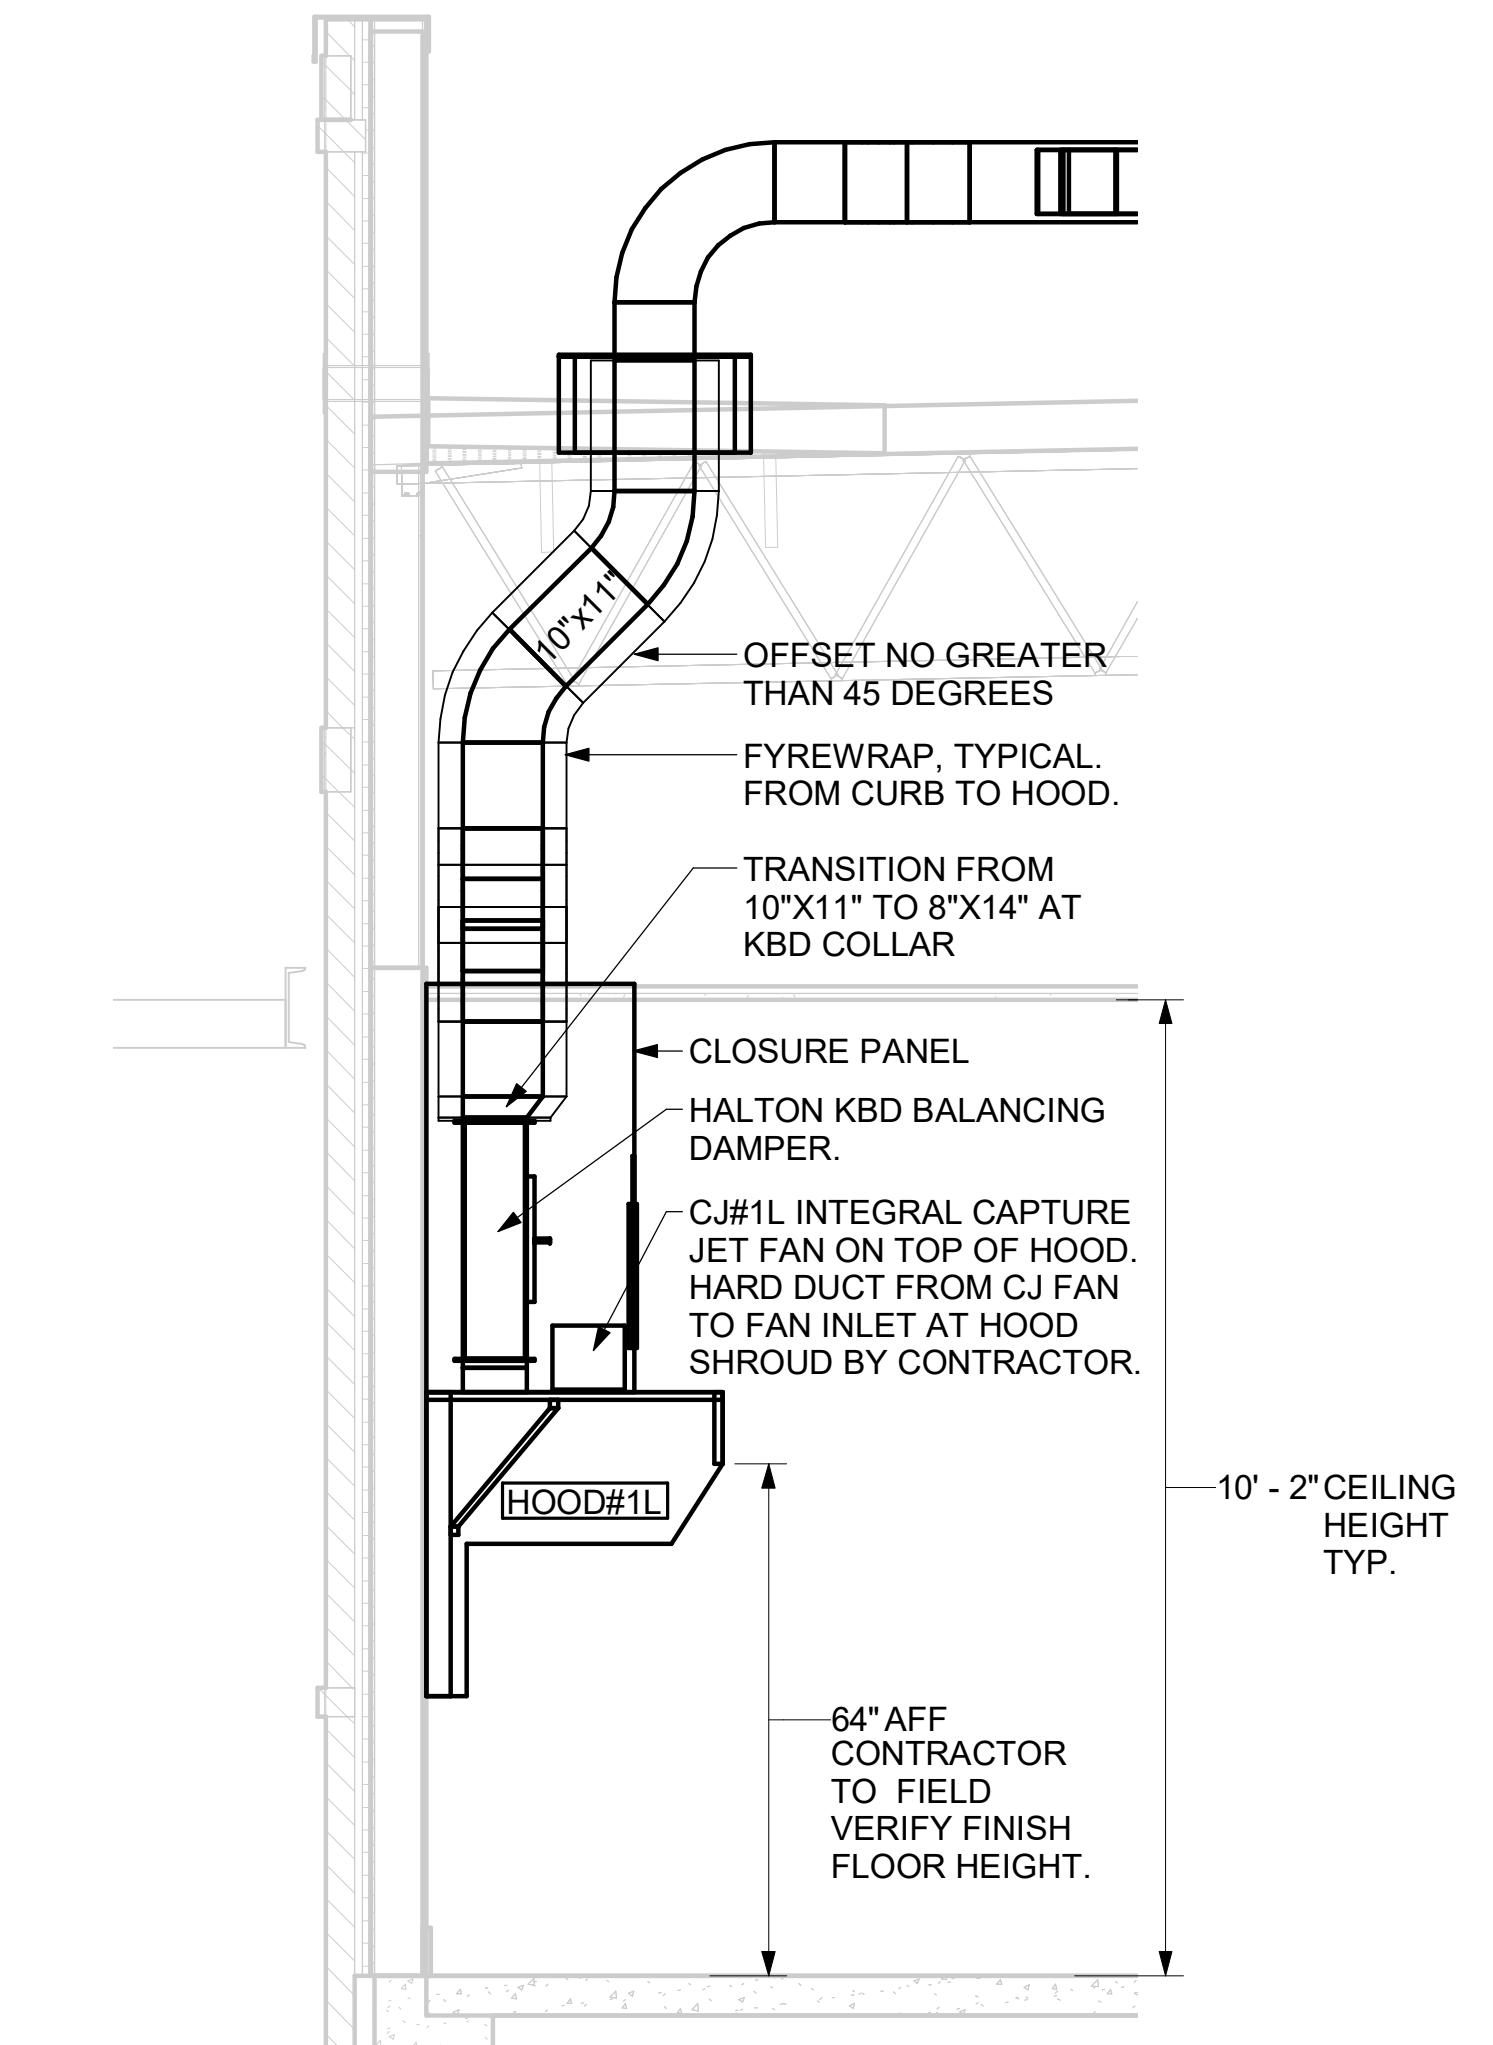 10"x11"
OFFSET NO GREATER
THAN 45 DEGREES
FYREWRAP, TYPICAL.
FROM CURB TO HOOD.
TRANSITION FROM
10"X11" TO 8"X14" AT
KBD COLLAR
CLOSURE PANEL
HALTON KBD BALANCING
DAMPER.
CJ#1L INTEGRAL CAPTURE
JET FAN ON TOP OF HOOD.
HARD DUCT FROM CJ FAN
TO FAN INLET AT HOOD
SHROUD BY CONTRACTOR.
HOOD#1L
10' - 2" CEILING
HEIGHT
TYP.
64" AFF
CONTRACTOR
TO FIELD
VERIFY FINISH
FLOOR HEIGHT.